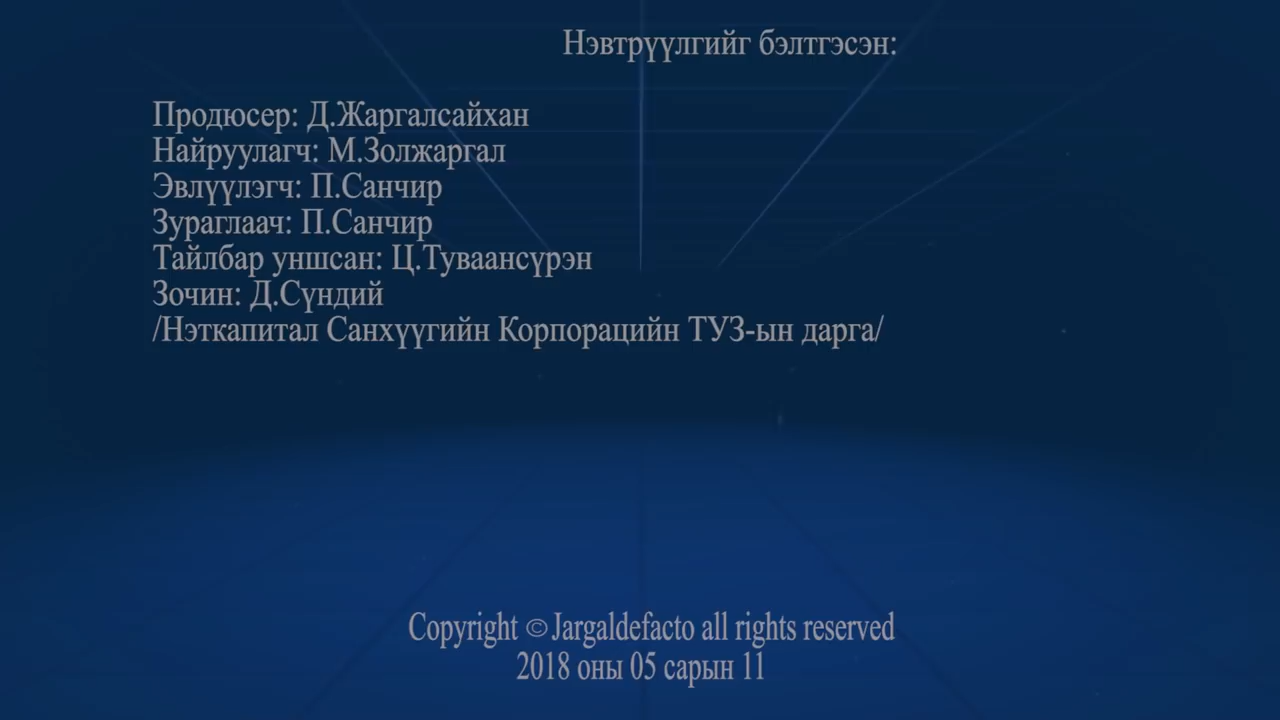 Нэвтрүүлгийг бэлтгэсэн:
Продюсер: Д.Жаргалсайхан
Найруулагч: М.Золжаргал
Эвлүүлэгч: П.Санчир
Зураглаач: П.Санчир
Тайлбар уншсан: Ц.Туваансүрэн
Зочин: Д.Сүндий
/Нэткапитал Санхүүгийн Корпорацийн ТУЗ-ын дарга/
Copyright © Jargaldefacto all rights reserved
2018 оны 05 сарын 11